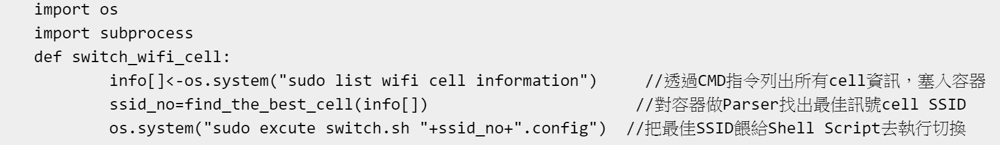 import os
import subprocess
def switch_wifi_cell:
info[]<-os.system("sudo list wifi cell information") //透過CMD指令列出所有cell資訊，塞入容器
ssid_no=find_the_best_cell(info[]) //對容器做Parser找出最佳訊號cell SSID
os.system("sudo excute switch.sh "+ssid_no+".config") //把最佳SSID餵給Shell Script去執行切換